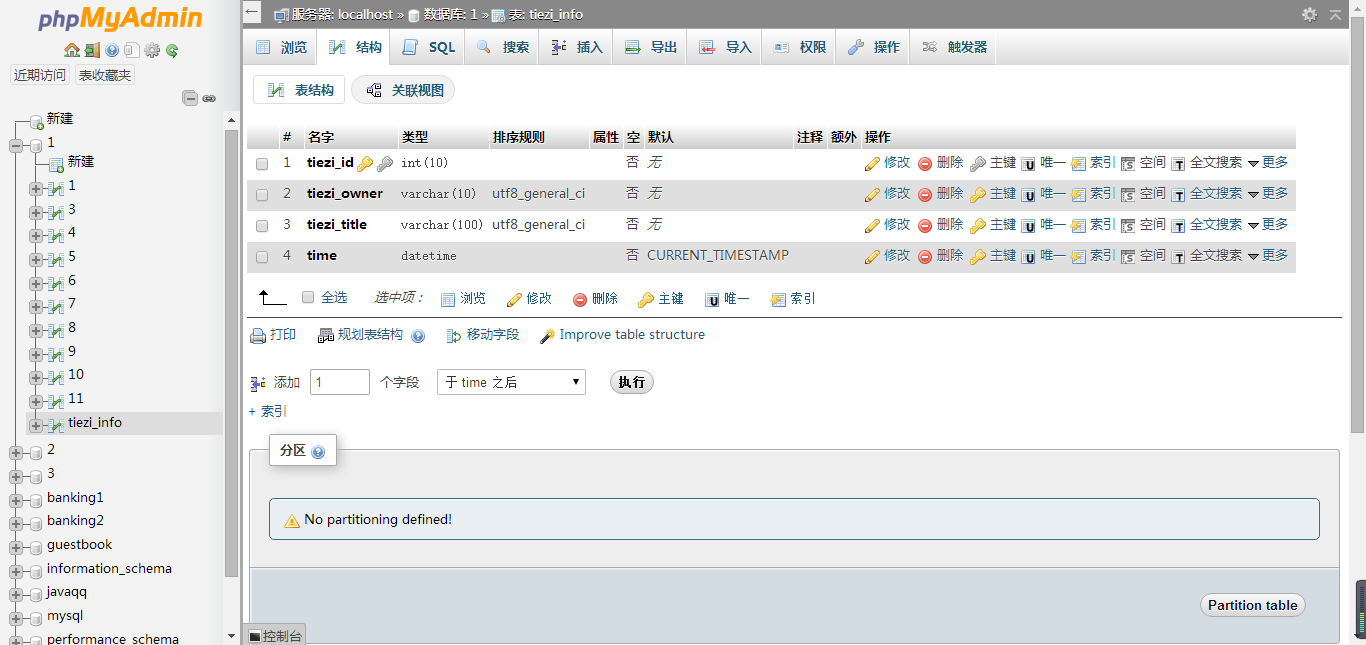 phpMyAdmin
近期访问 表收藏夹
新建
1
新建
1
3
4
5
6
7
8
9
10
11
tiezi_info
2
3
banking1
banking2
guestbook
information_schema
javaqq
mysql
performance_schema
服务器: localhost » 数据库: 1 » 表: tiezi_info
浏览 结构 SQL 搜索 插入 导出 导入 权限 操作 触发器
表结构 关联视图
# 名字 类型 排序规则 属性 空 默认 注释 额外 操作
1 tiezi_id int(10) 否 无 修改 删除 主键 唯一 索引 空间 全文搜索 更多
2 tiezi_owner varchar(10) utf8_general_ci 否 无 修改 删除 主键 唯一 索引 空间 全文搜索 更多
3 tiezi_title varchar(100) utf8_general_ci 否 无 修改 删除 主键 唯一 索引 空间 全文搜索 更多
4 time datetime 否 CURRENT_TIMESTAMP 修改 删除 主键 唯一 索引 空间 全文搜索 更多
全选 选中项： 浏览 修改 删除 主键 唯一 索引
打印 规划表结构 移动字段 Improve table structure
添加 1 个字段 于 time 之后 执行
+ 索引
分区
No partitioning defined!
Partition table
控制台